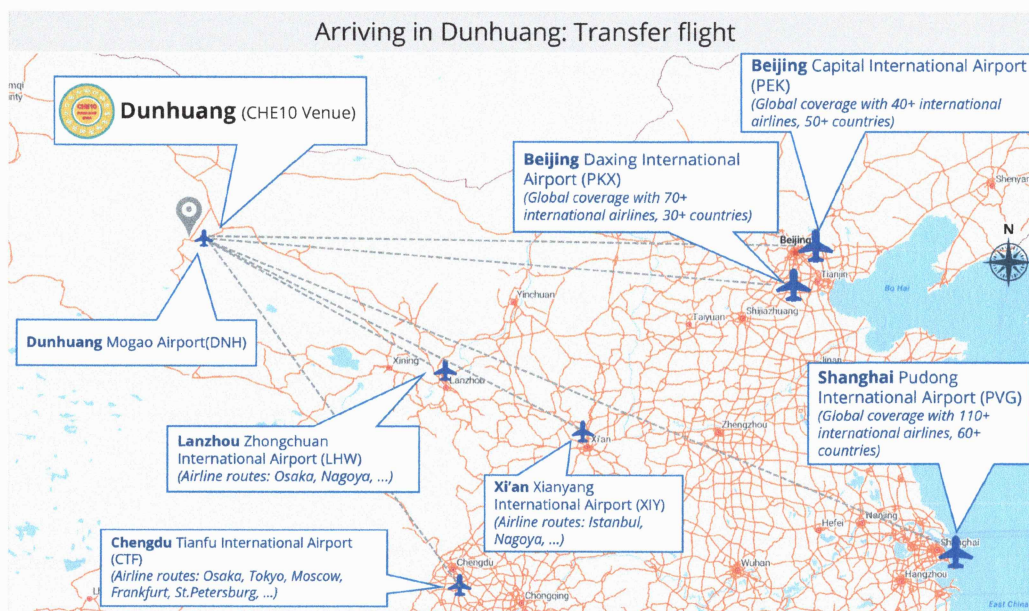 Arriving in Dunhuang: Transfer flight
Beijing Capital International Airport
(PEK)
(Global coverage with 40+ international
airlines, 50+ countries)
CHE10
Dunhuang (CHE10 Venue)
Beijing Daxing International
Airport (PKX)
(Global coverage with 70+
international airlines, 30+ countries)
Shenyan
N
Beijing
Tianjin
Bo Hai
Yinchuan
Shijiazhuang
Taiyuan
Dunhuang Mogao Airport(DNH)
Jinan
Xining
Lanzhou
Shanghai Pudong
International Airport (PVG)
(Global coverage with 110+
international airlines, 60+
countries)
Zhengzhou
Xi'an
Lanzhou Zhongchuan
International Airport (LHW)
(Airline routes: Osaka, Nagoya, ...)
Xi'an Xianyang
International Airport (XIY)
(Airline routes: Istanbul,
Nagoya, ...)
Nanjing
Hefei
Shanghai
Chengdu Tianfu International Airport
(CTF)
(Airline routes: Osaka, Tokyo, Moscow,
Frankfurt, St.Petersburg, ...)
Chengdu
Wuhan
Hangzhou
Chongqing
East China